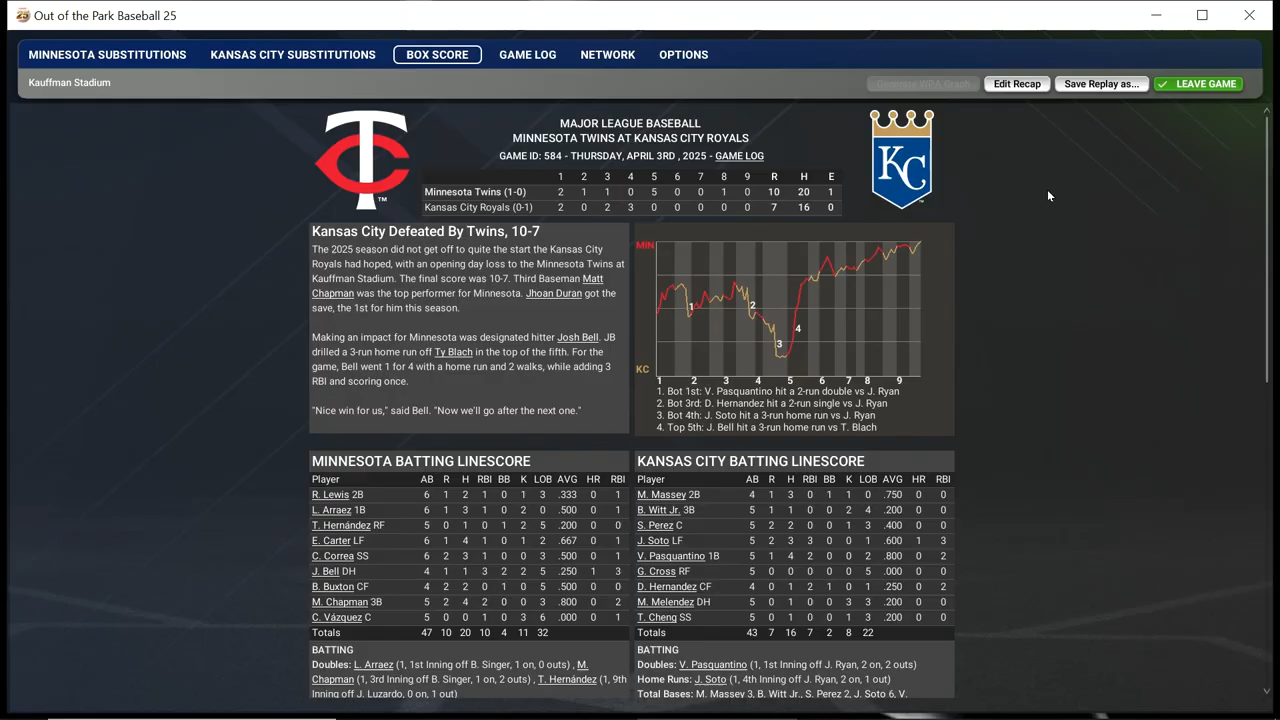 Out of the Park Baseball 25
MINNESOTA SUBSTITUTIONS KANSAS CITY SUBSTITUTIONS BOX SCORE GAME LOG NETWORK OPTIONS
Kauffman Stadium
Generate WPA Graph Edit Recap Save Replay as... LEAVE GAME
MAJOR LEAGUE BASEBALL
MINNESOTA TWINS AT KANSAS CITY ROYALS
GAME ID: 584 - THURSDAY, APRIL 3RD , 2025 - GAME LOG
TC TM
KC
1 2 3 4 5 6 7 8 9 R H E
Minnesota Twins (1-0) 2 1 1 0 5 0 0 1 0 10 20 1
Kansas City Royals (0-1) 2 0 2 3 0 0 0 0 0 7 16 0
Kansas City Defeated By Twins, 10-7
The 2025 season did not get off to quite the start the Kansas City
Royals had hoped, with an opening day loss to the Minnesota Twins at
Kauffman Stadium. The final score was 10-7. Third Baseman Matt
Chapman was the top performer for Minnesota. Jhoan Duran got the
save, the 1st for him this season.
Making an impact for Minnesota was designated hitter Josh Bell. JB
drilled a 3-run home run off Ty Blach in the top of the fifth. For the
game, Bell went 1 for 4 with a home run and 2 walks, while adding 3
RBI and scoring once.
"Nice win for us," said Bell. "Now we'll go after the next one."
MIN
1 2 3 4
KC
1 2 3 4 5 6 7 8 9
1. Bot 1st: V. Pasquantino hit a 2-run double vs J. Ryan
2. Bot 3rd: D. Hernandez hit a 2-run single vs J. Ryan
3. Bot 4th: J. Soto hit a 3-run home run vs J. Ryan
4. Top 5th: J. Bell hit a 3-run home run vs T. Blach
MINNESOTA BATTING LINESCORE
Player AB R H RBI BB K LOB AVG HR RBI
R. Lewis 2B 6 1 2 1 0 1 3 .333 0 1
L. Arraez 1B 6 1 3 1 0 2 0 .500 0 1
T. Hernández RF 5 0 1 0 1 2 5 .200 0 0
E. Carter LF 6 1 4 1 0 1 2 .667 0 1
C. Correa SS 6 2 3 1 0 0 3 .500 0 1
J. Bell DH 4 1 1 3 2 2 5 .250 1 3
B. Buxton CF 4 2 2 0 1 0 5 .500 0 0
M. Chapman 3B 5 2 4 2 0 0 3 .800 0 2
C. Vázquez C 5 0 0 1 0 3 6 .000 0 1
Totals 47 10 20 10 4 11 32
BATTING
Doubles: L. Arraez (1, 1st Inning off B. Singer, 1 on, 0 outs) , M.
Chapman (1, 3rd Inning off B. Singer, 1 on, 2 outs) , T. Hernández (1, 9th
Inning off J. Luzardo, 0 on, 1 out)
KANSAS CITY BATTING LINESCORE
Player AB R H RBI BB K LOB AVG HR RBI
M. Massey 2B 4 1 3 0 1 1 0 .750 0 0
B. Witt Jr. 3B 5 1 1 0 0 2 4 .200 0 0
S. Perez C 5 2 2 0 0 1 3 .400 0 0
J. Soto LF 5 2 3 3 0 0 1 .600 1 3
V. Pasquantino 1B 5 1 4 2 0 0 2 .800 0 2
G. Cross RF 5 0 0 0 0 0 5 .000 0 0
D. Hernandez CF 4 0 1 2 1 0 1 .250 0 2
M. Melendez DH 5 0 1 0 0 3 3 .200 0 0
T. Cheng SS 5 0 1 0 0 1 3 .200 0 0
Totals 43 7 16 7 2 8 22
BATTING
Doubles: V. Pasquantino (1, 1st Inning off J. Ryan, 2 on, 2 outs)
Home Runs: J. Soto (1, 4th Inning off J. Ryan, 2 on, 1 out)
Total Bases: M. Massey 3, B. Witt Jr., S. Perez 2, J. Soto 6, V.